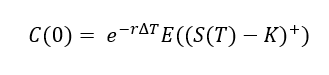 C(0) = e^{-rΔT}E((S(T) − K)^+)